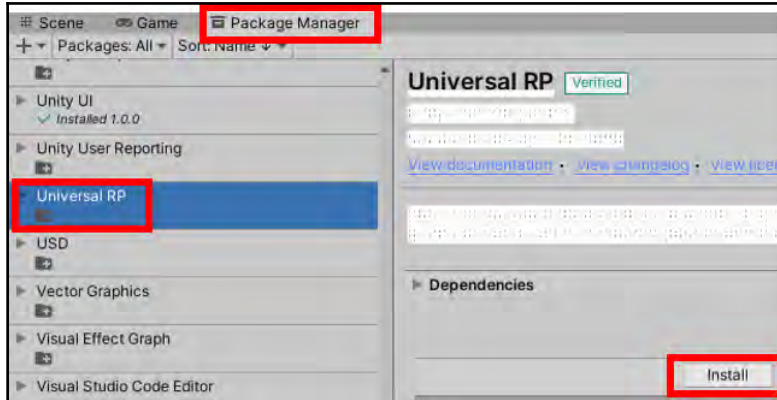 Scene Game Package Manager
+ Packages: All Sort: Name ↓
Unity UI
✓ Installed 1.0.0
Unity User Reporting
Universal RP
USD
Vector Graphics
Visual Effect Graph
Visual Studio Code Editor
Universal RP Verified
View documentation • View changelog • View licen
Dependencies
Install